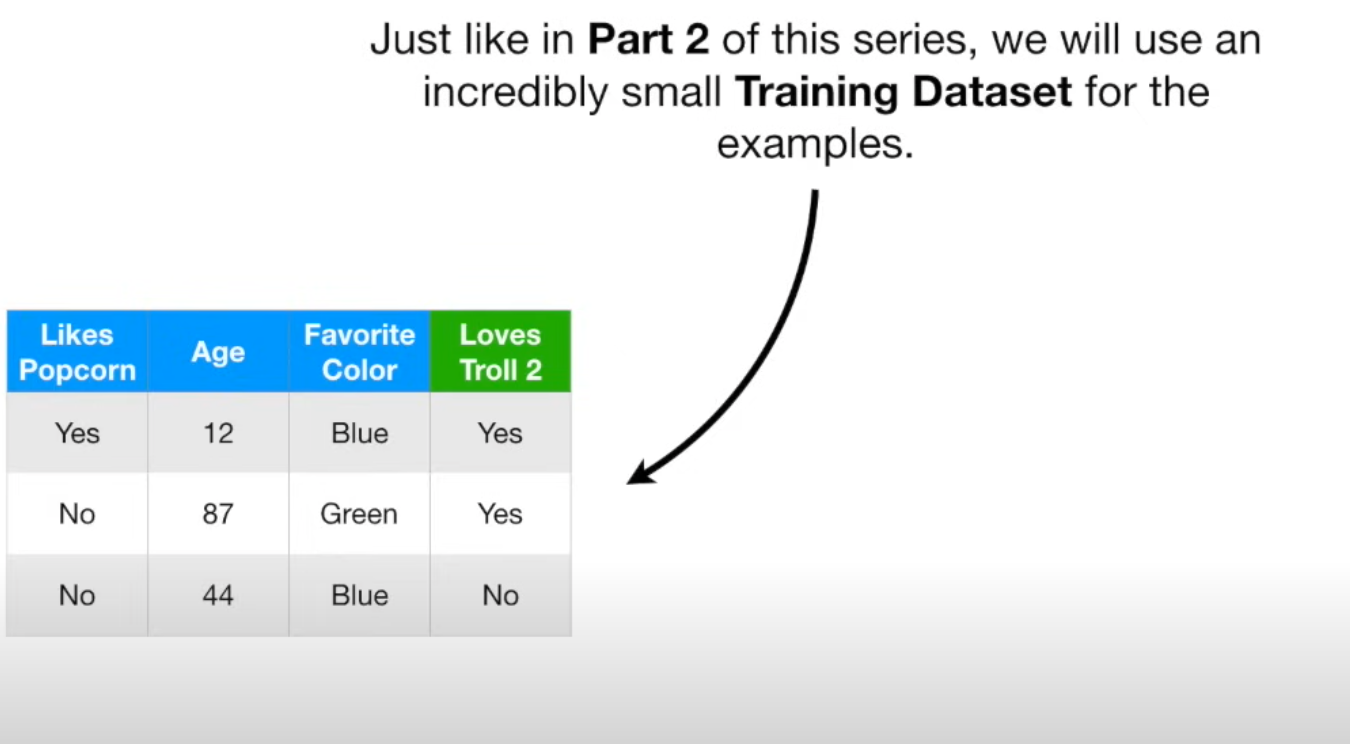 Just like in Part 2 of this series, we will use an
incredibly small Training Dataset for the
examples.
Likes Popcorn Age Favorite Color Loves Troll 2
Yes 12 Blue Yes
No 87 Green Yes
No 44 Blue No